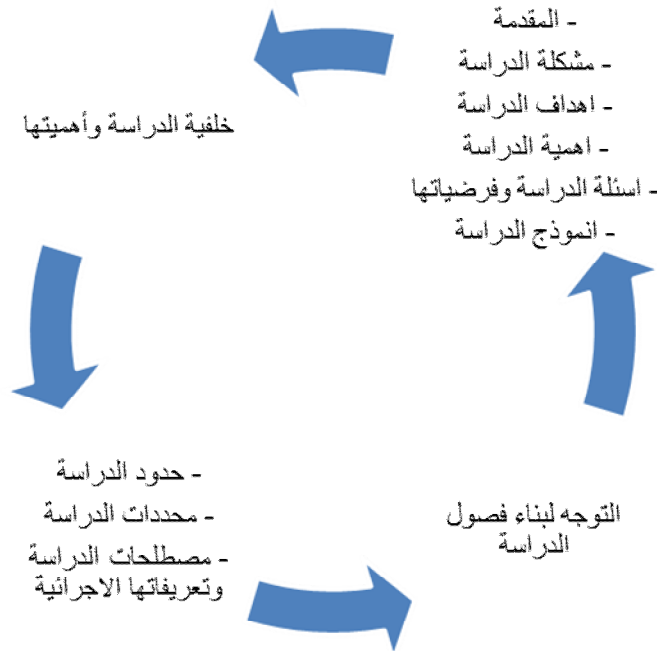 - المقدمة
- مشكلة الدراسة
- اهداف الدراسة
- اهمية الدراسة
- اسئلة الدراسة وفرضياتها
- انموذج الدراسة
خلفية الدراسة وأهميتها
- حدود الدراسة
- محددات الدراسة
- مصطلحات الدراسة
وتعريفاتها الاجرائية
التوجه لبناء فصول
الدراسة